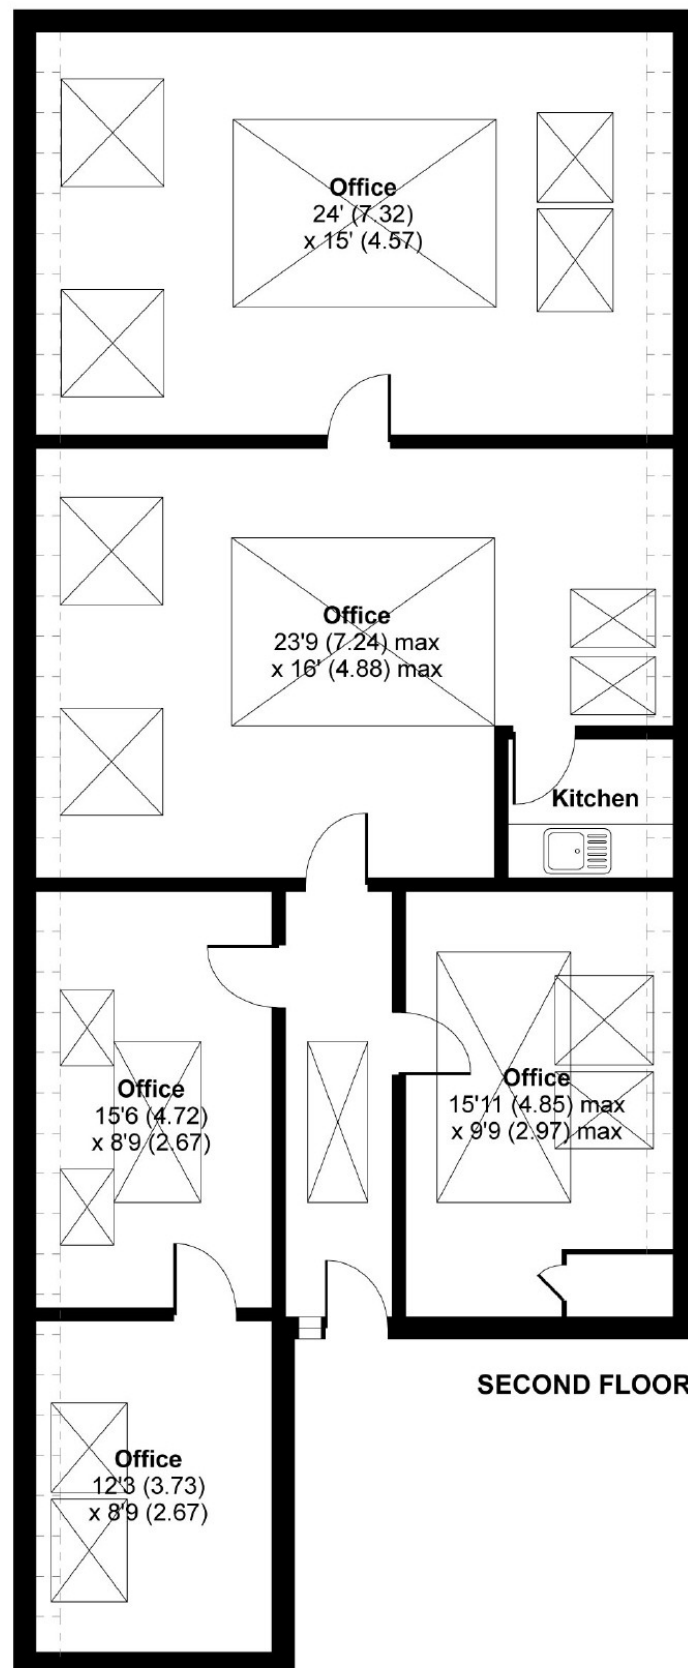 Office
24' (7.32)
x 15' (4.57)
Office
23'9 (7.24) max
x 16' (4.88) max
Kitchen
Office
15'6 (4.72)
x 8'9 (2.67)
Office
15'11 (4.85) max
x 9'9 (2.97) max
SECOND FLOOR
Office
12'3 (3.73)
x 8'9 (2.67)